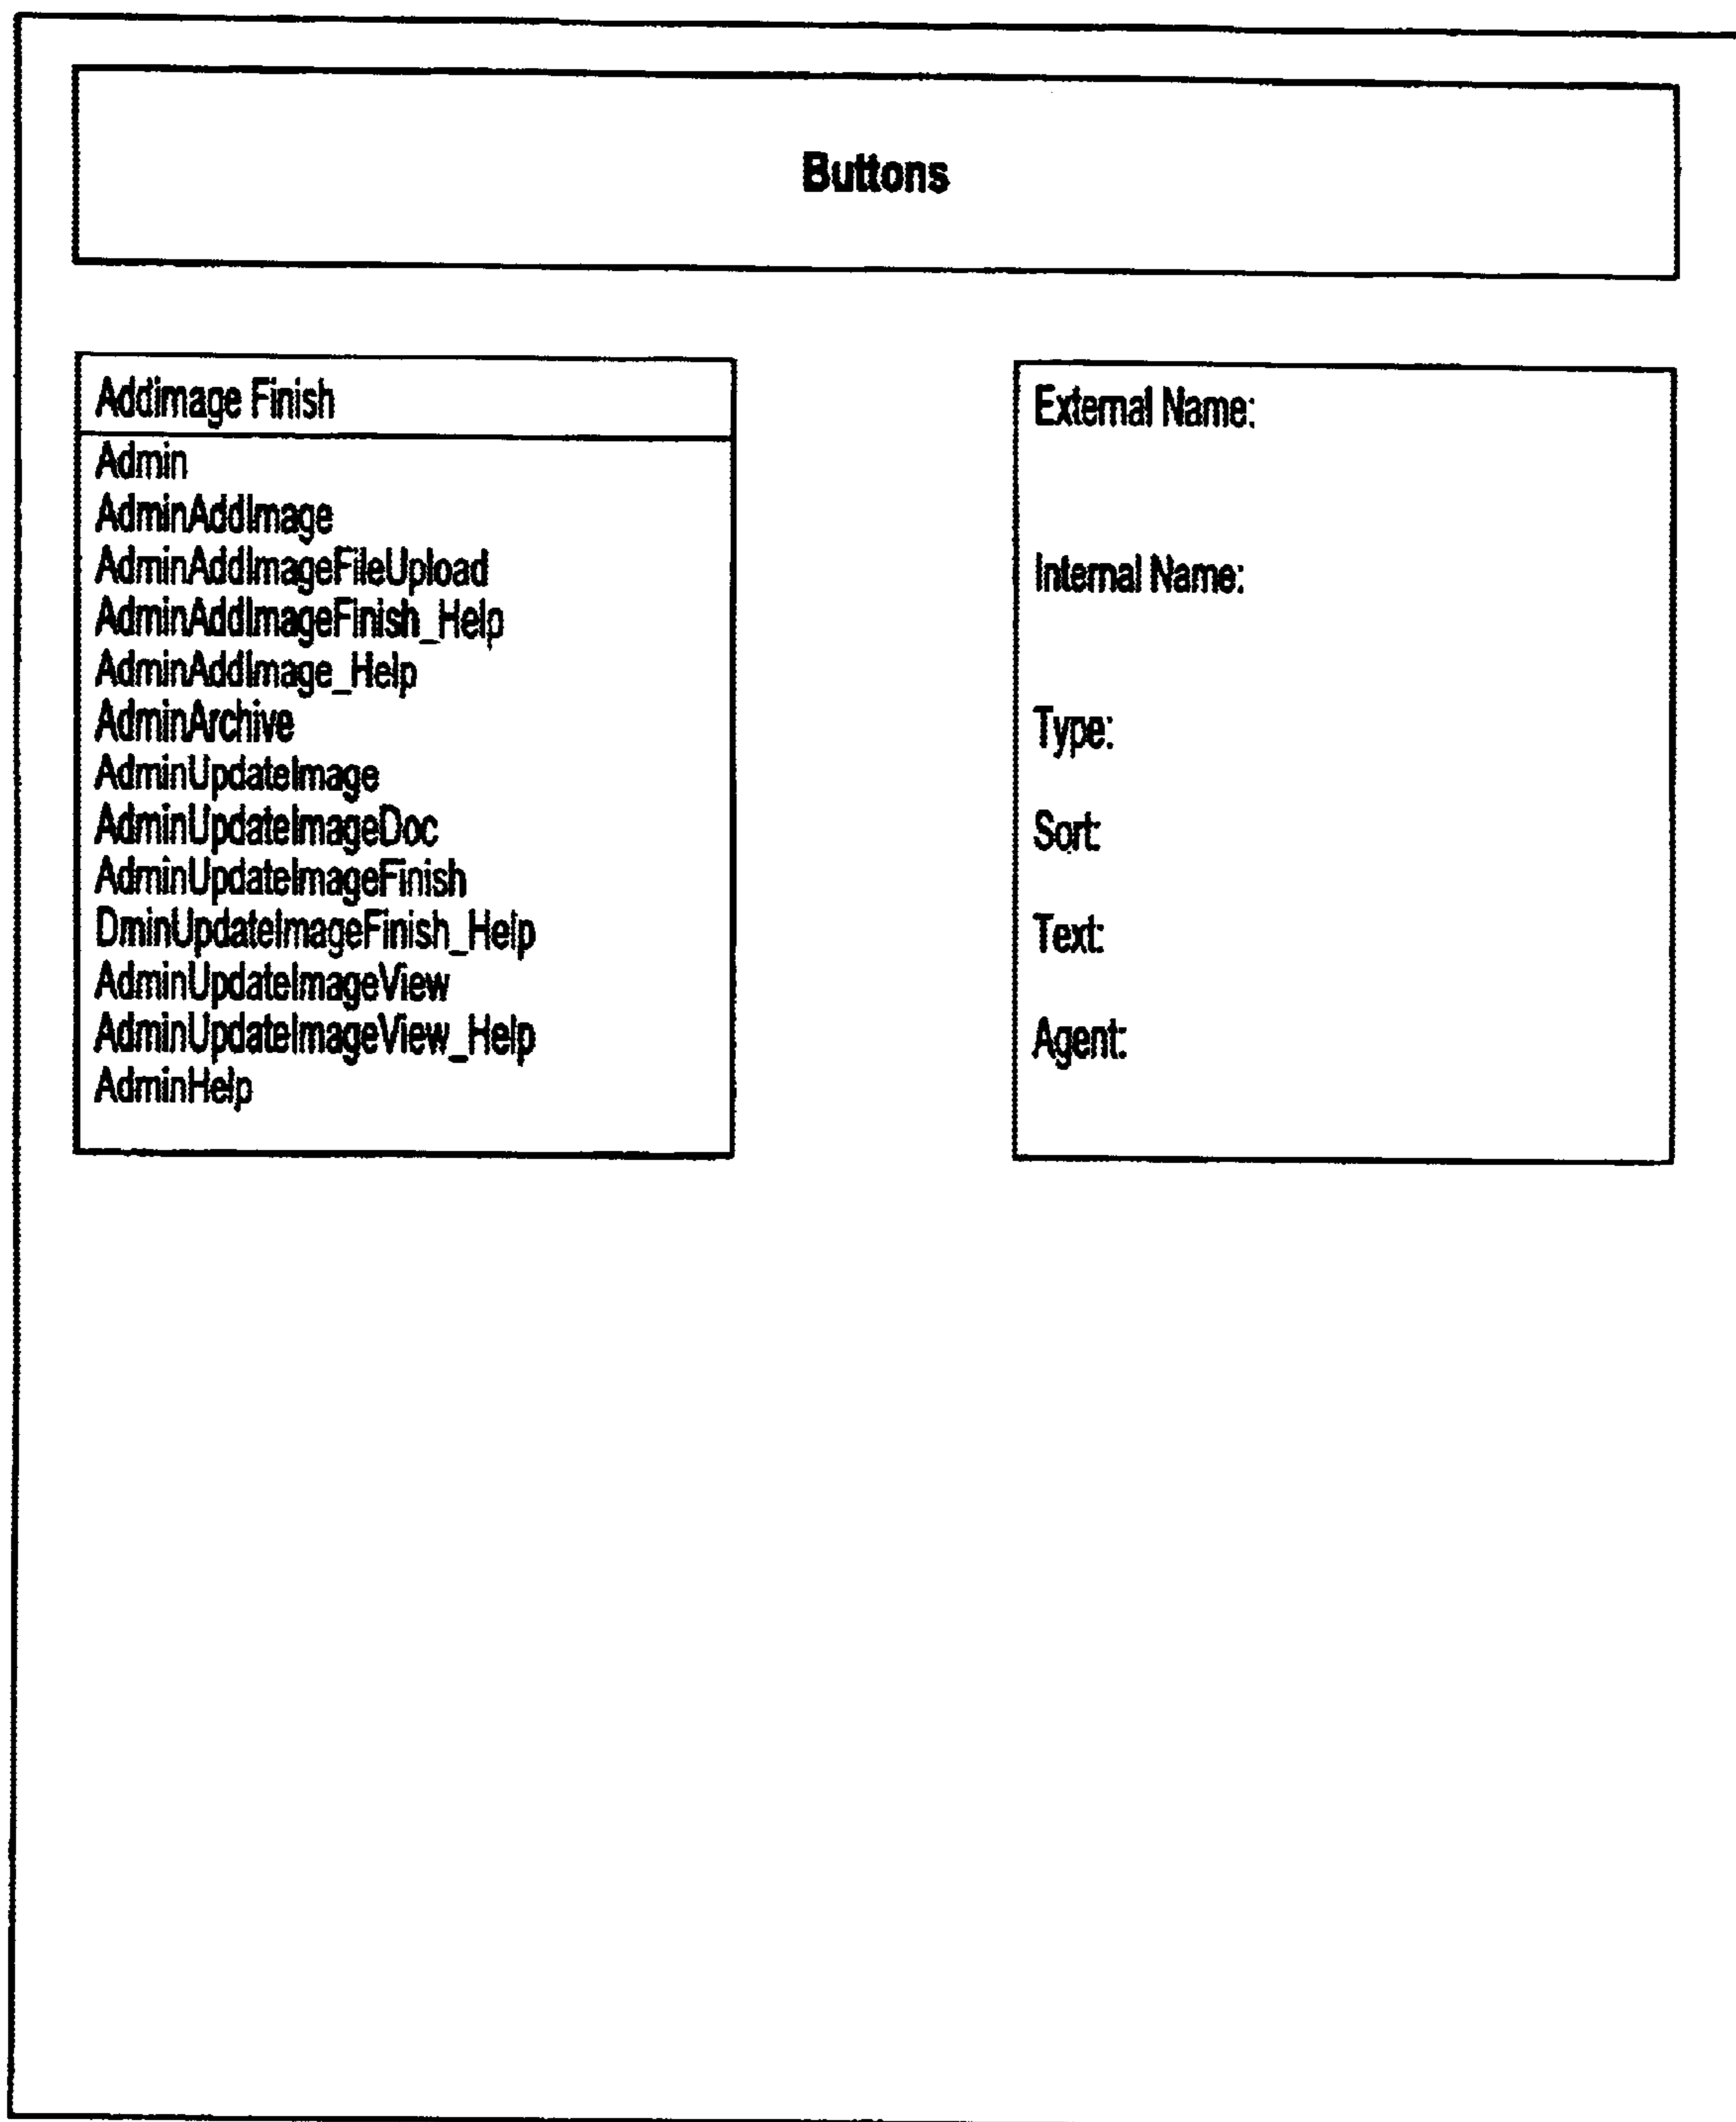 Buttons
Addimage Finish
Admin
AdminAddImage
AdminAddImageFileUpload
AdminAddImageFinish_Help
AdminAddImage_Help
AdminArchive
AdminUpdateImage
AdminUpdateImageDoc
AdminUpdateImageFinish
DminUpdateImageFinish_Help
AdminUpdateImageView
AdminUpdateImageView_Help
AdminHelp
External Name:
Internal Name:
Type:
Sort:
Text:
Agent: